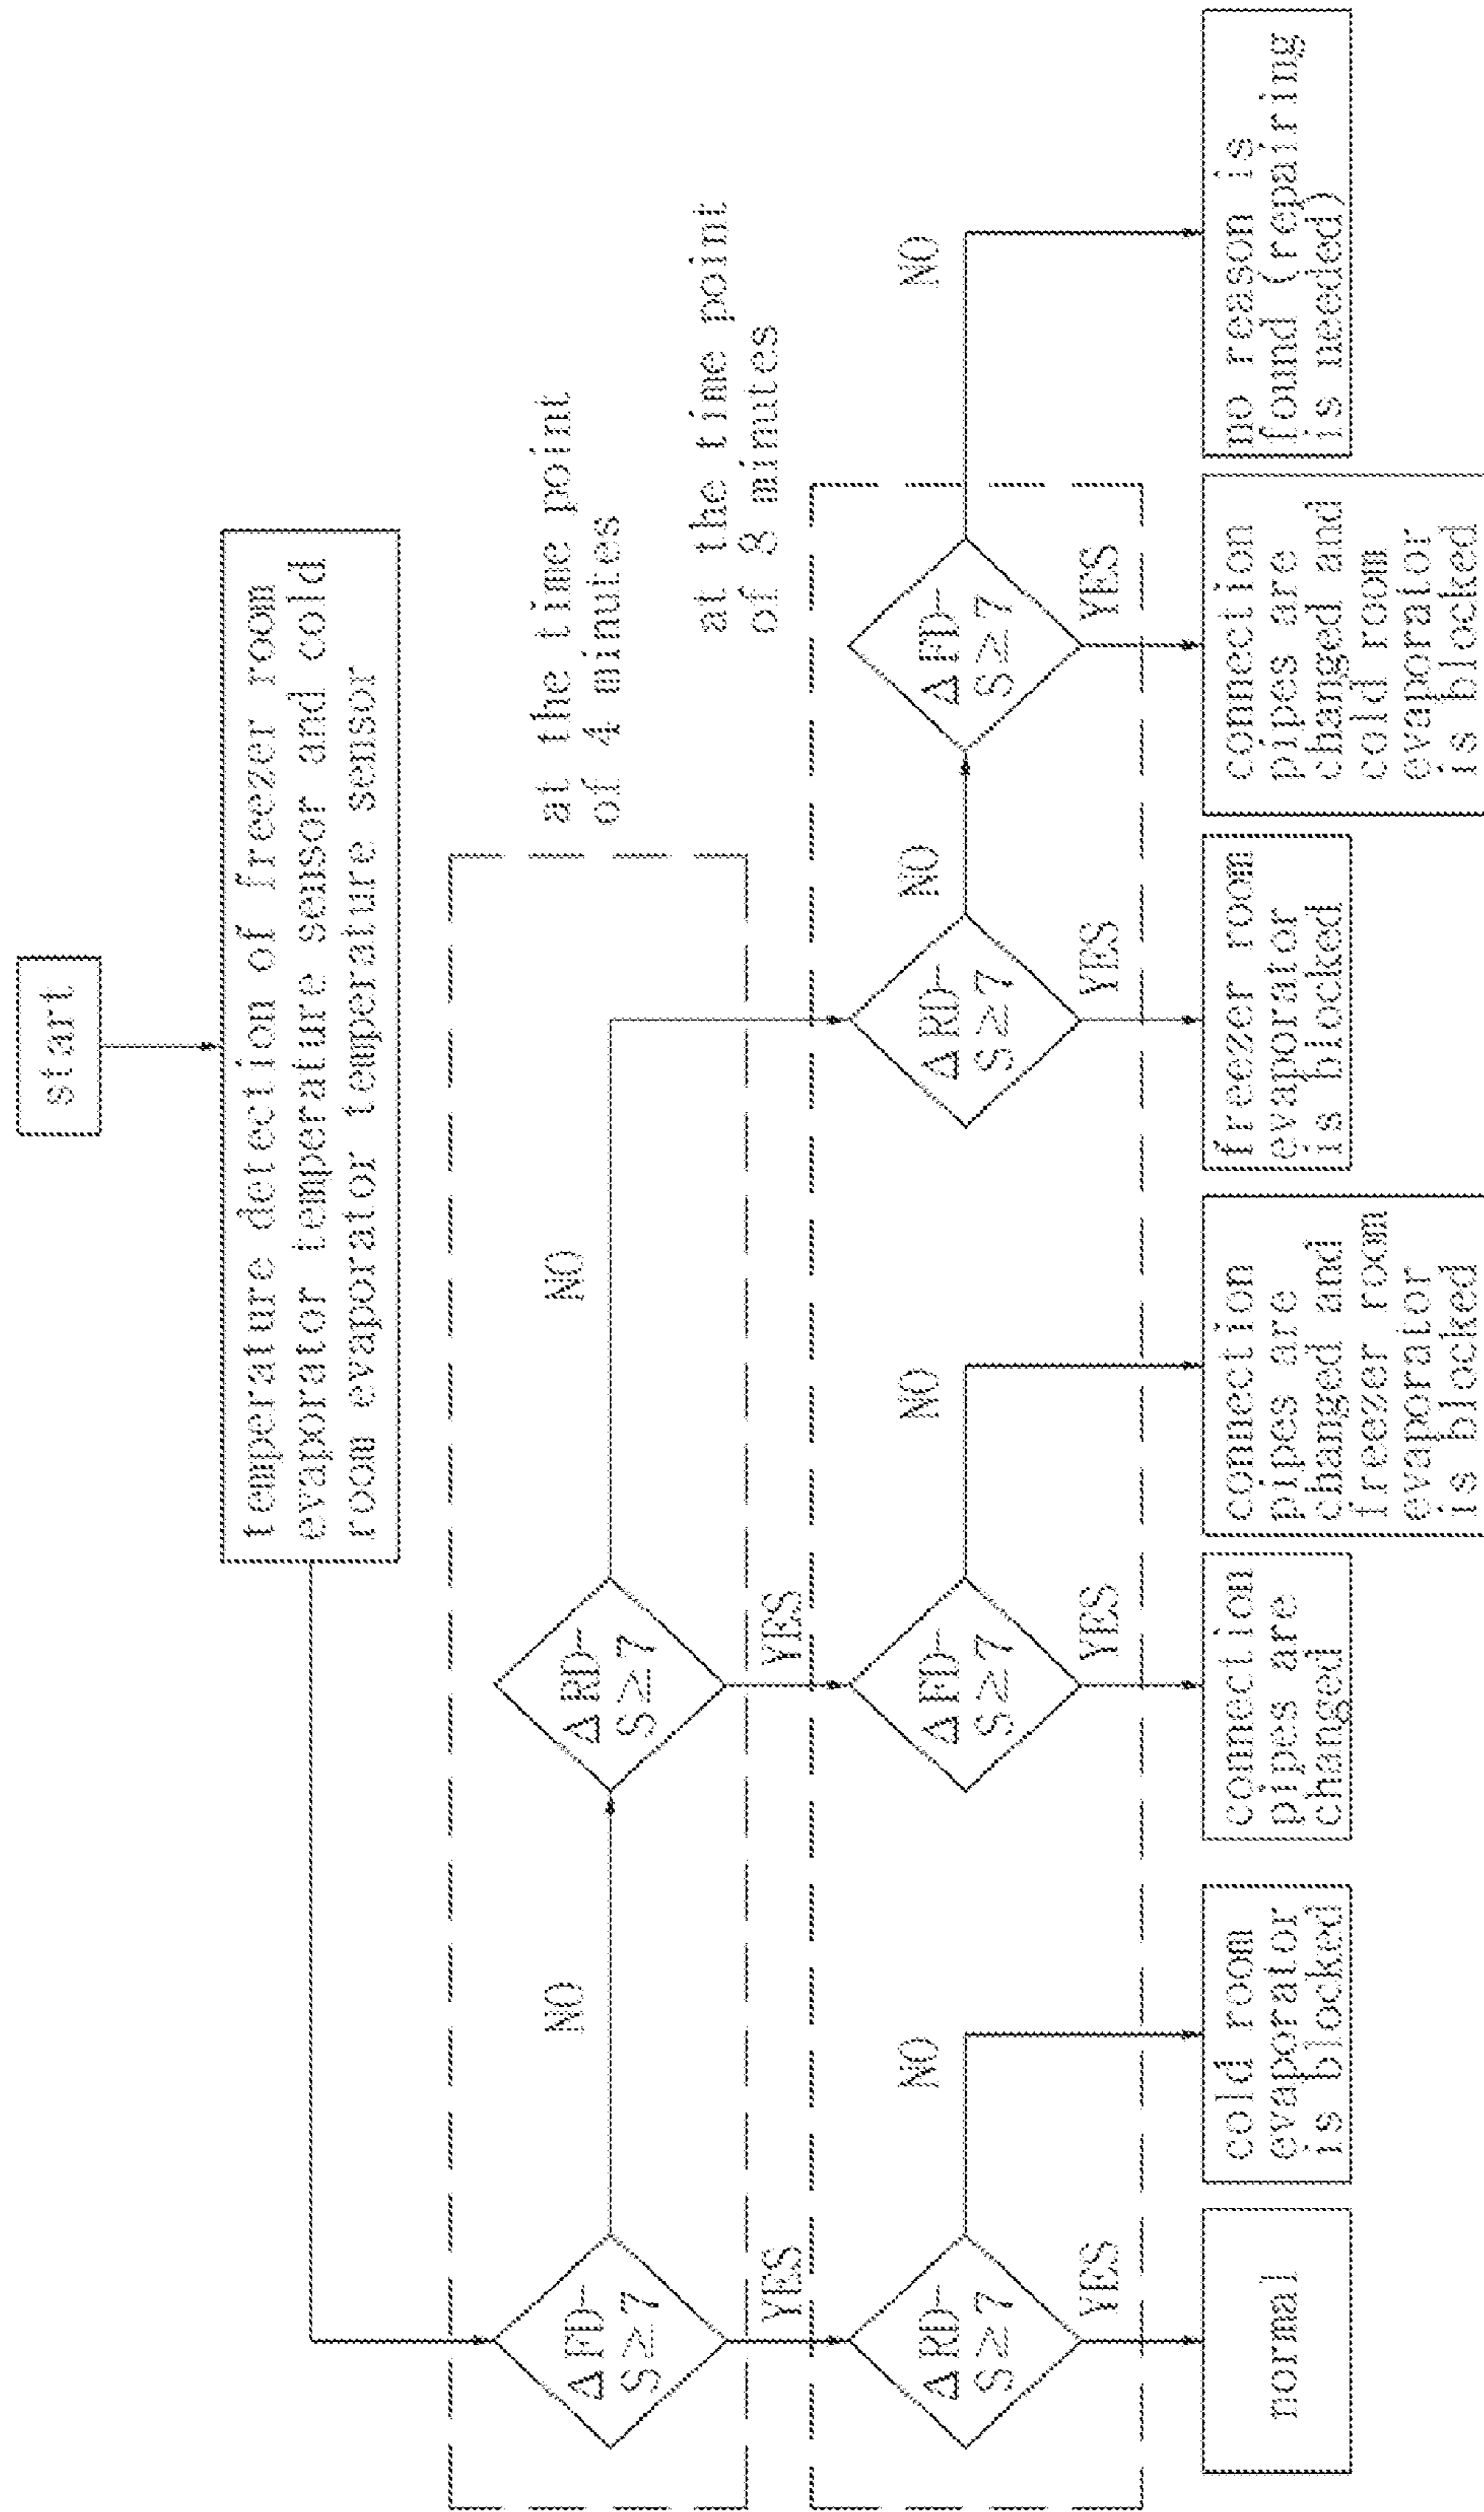 start
temperature detection of freezer room
evaporator temperature sensor and cold
room evaporator temperature sensor
at the time point
of 4 minutes
ΔFD-
S≥7
NO
ΔRD-
S≥7
NO
YES
YES
at the time point
of 8 minutes
ΔRD-
S≥7
NO
ΔFD-
S≥7
NO
ΔRD-
S≥7
NO
ΔFD-
S≥7
NO
YES
YES
YES
YES
normal
cold room
evaporator
is blocked
connection
pipes are
changed
connection
pipes are
changed and
freezer room
evaporator
is blocked
freezer room
evaporator
is blocked
connection
pipes are
changed and
cold room
evaporator
is blocked
no reason is
found (repairing
is needed)